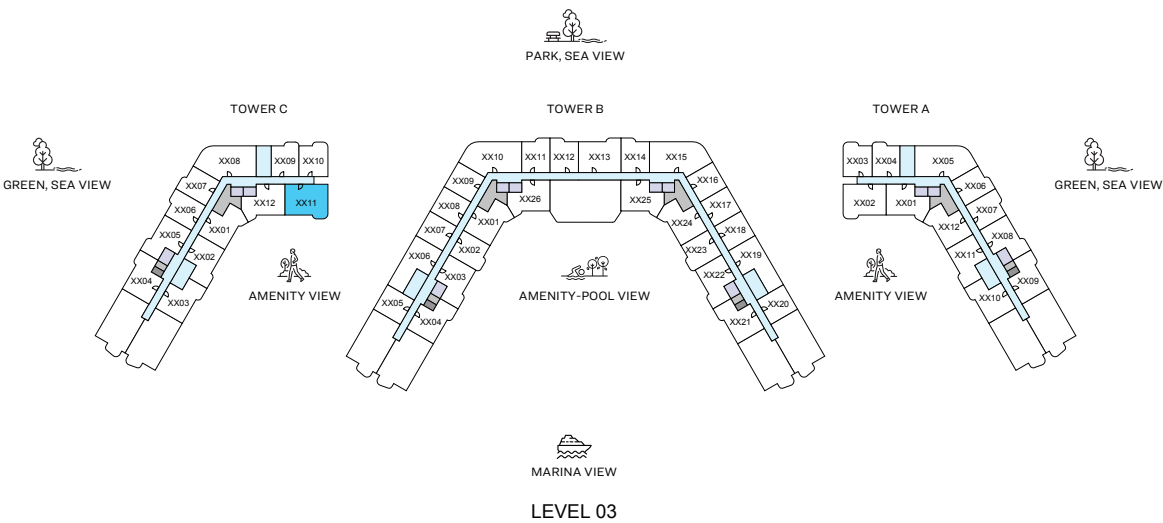 PARK, SEA VIEW
TOWER C
TOWER B
TOWER A
GREEN, SEA VIEW
GREEN, SEA VIEW
XX08
XX09
XX10
XX07
XX06
XX05
XX04
XX03
XX02
XX01
XX12
XX11
XX10
XX11
XX12
XX13
XX14
XX15
XX09
XX08
XX07
XX06
XX05
XX04
XX03
XX02
XX01
XX26
XX25
XX16
XX17
XX18
XX19
XX20
XX21
XX22
XX23
XX24
XX03
XX04
XX05
XX02
XX01
XX06
XX07
XX08
XX09
XX10
XX11
XX12
AMENITY VIEW
AMENITY-POOL VIEW
AMENITY VIEW
MARINA VIEW
LEVEL 03